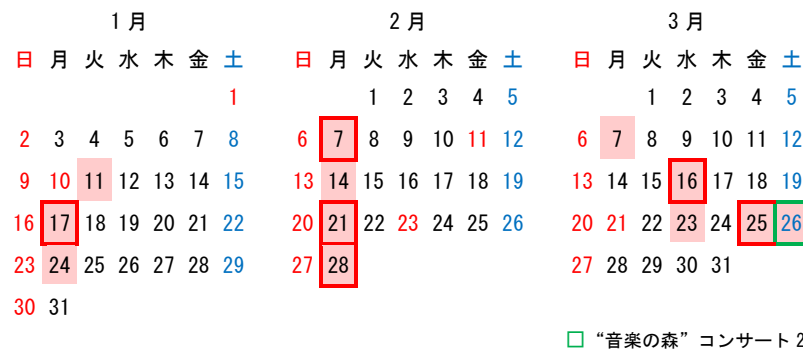 1月 2月 3月
日 月 火 水 木 金 土 日 月 火 水 木 金 土 日 月 火 水 木 金 土
1 1 2 3 4 5 1 2 3 4 5
2 3 4 5 6 7 8 6 7 8 9 10 11 12 6 7 8 9 10 11 12
9 10 11 12 13 14 15 13 14 15 16 17 18 19 13 14 15 16 17 18 19
16 17 18 19 20 21 22 20 21 22 23 24 25 26 20 21 22 23 24 25 26
23 24 25 26 27 28 29 27 28 27 28 29 30 31
30 31
“音楽の森”コンサート2